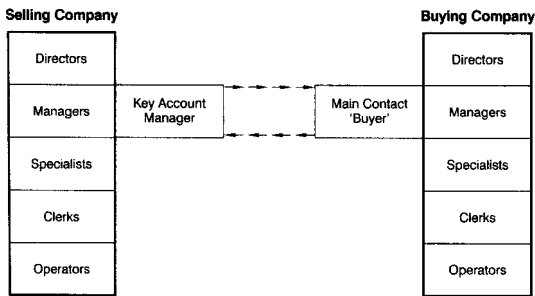 Selling Company
Buying Company
Directors
Directors
Managers
Key Account
Manager
Main Contact
'Buyer'
Managers
Specialists
Specialists
Clerks
Clerks
Operators
Operators